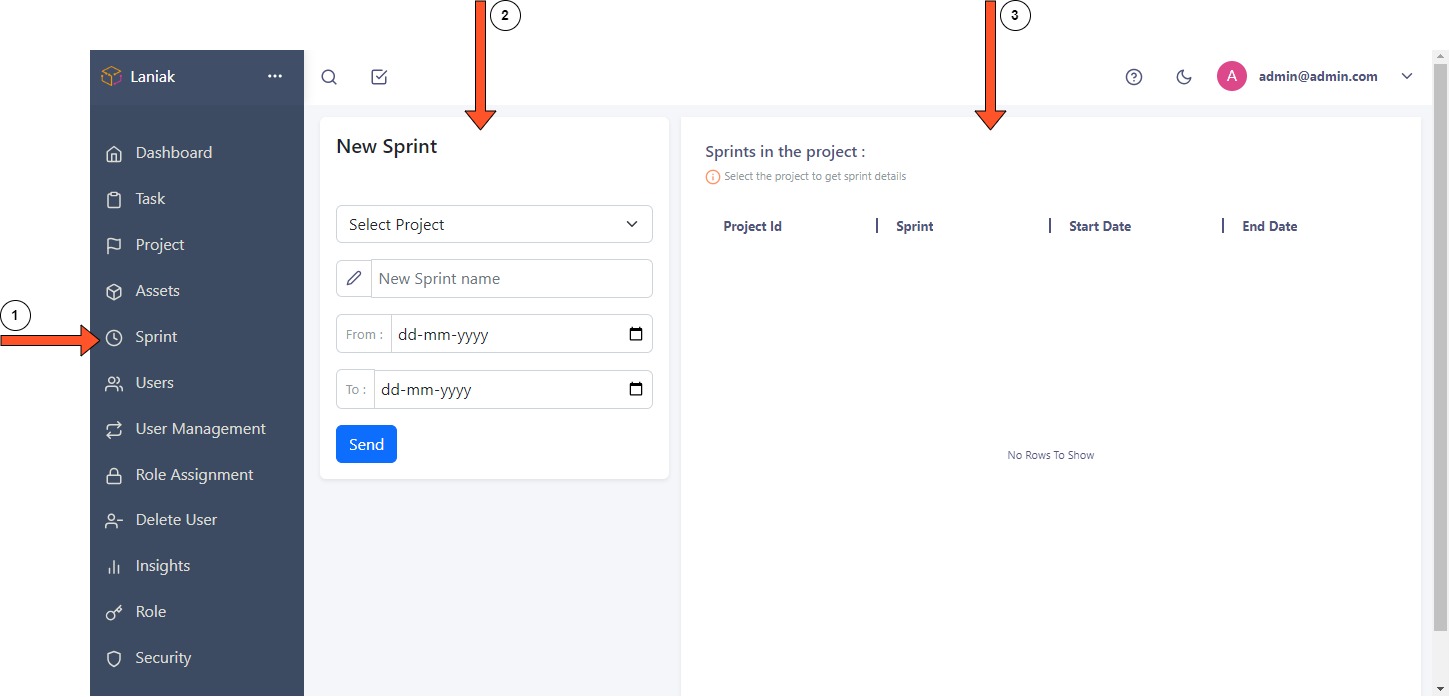 2
3
Laniak
A
admin@admin.com
New Sprint
Sprints in the project :
Select the project to get sprint details
Dashboard
Task
Project
Assets
1
Sprint
Users
User Management
Role Assignment
Delete User
Insights
Role
Security
Select Project
New Sprint name
From :
dd-mm-yyyy
To :
dd-mm-yyyy
Send
Project Id
Sprint
Start Date
End Date
No Rows To Show